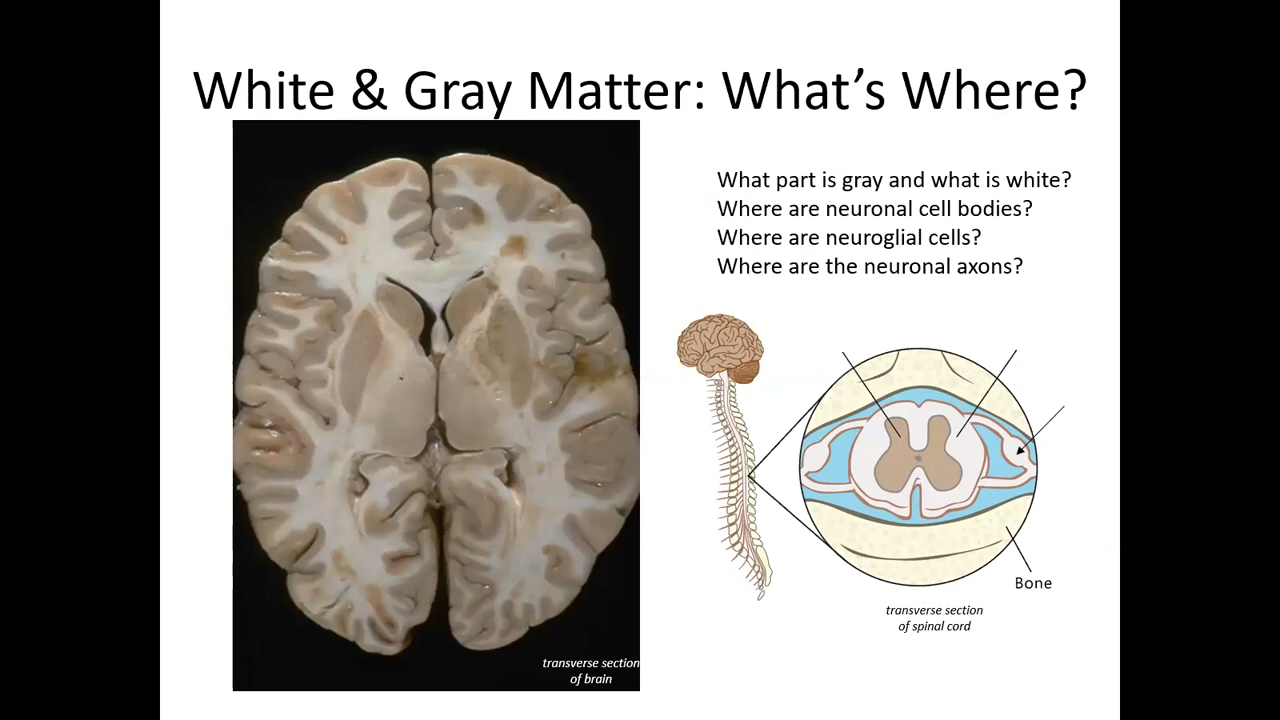 White & Gray Matter: What’s Where?
What part is gray and what is white?
Where are neuronal cell bodies?
Where are neuroglial cells?
Where are the neuronal axons?
Bone
transverse section
of spinal cord
transverse section
of brain